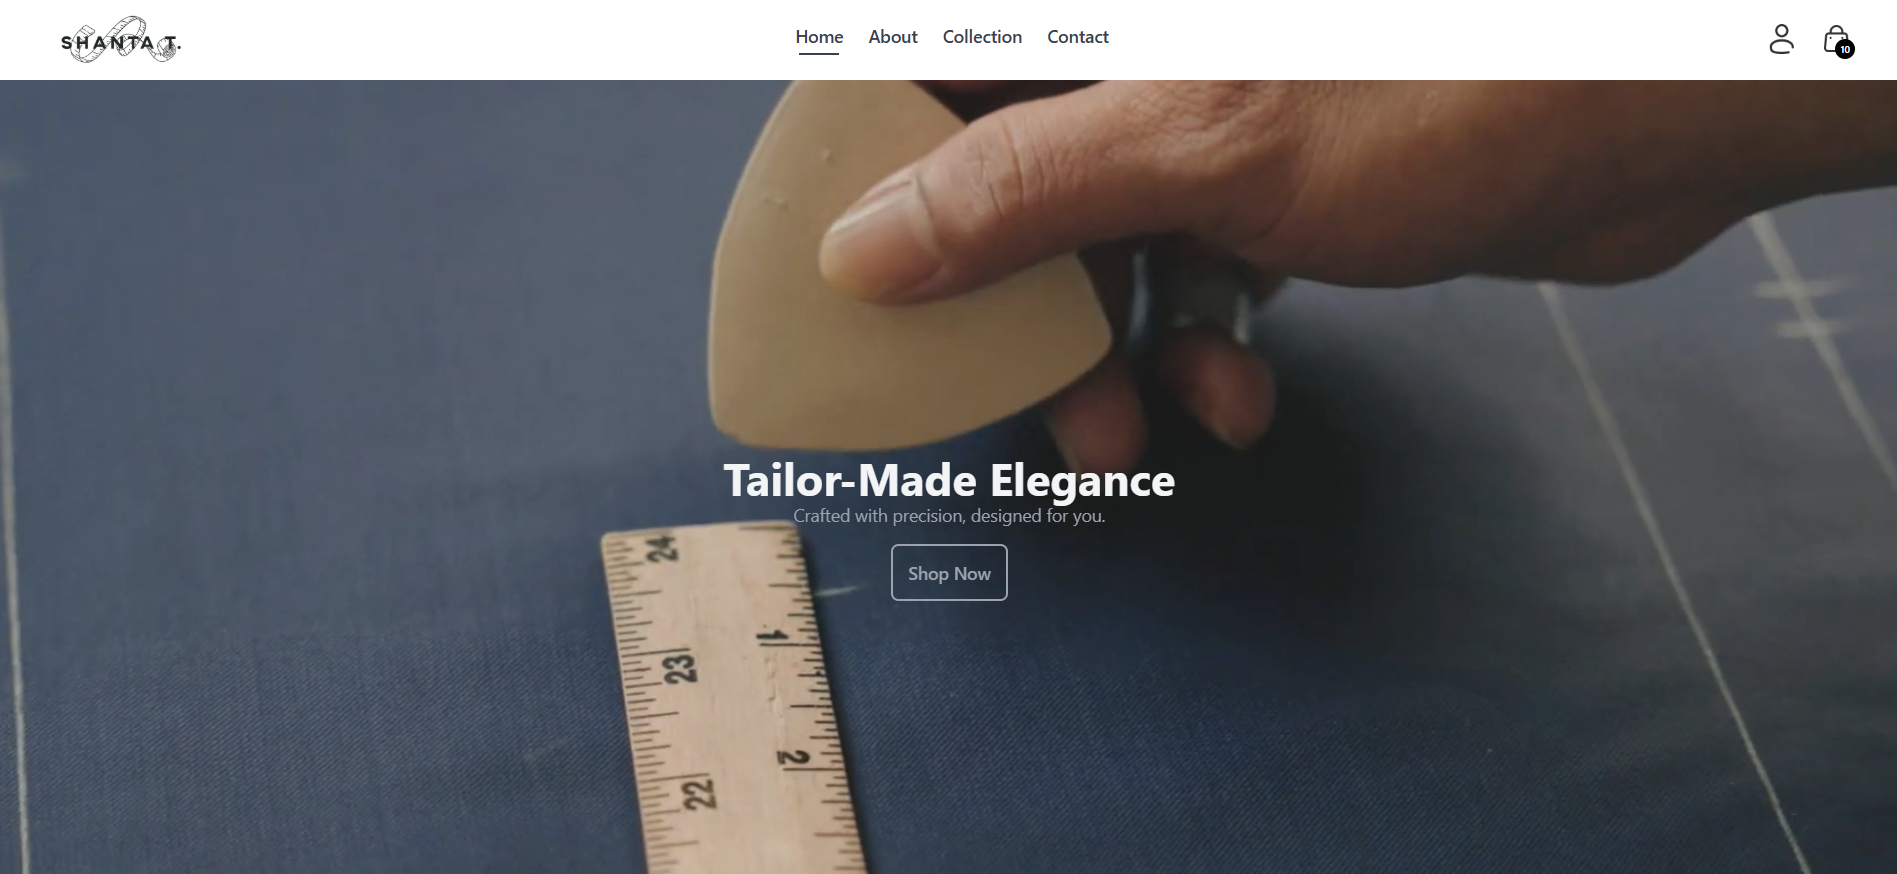 SHANTA T.
Home About Collection Contact
10
Tailor-Made Elegance
Crafted with precision, designed for you.
Shop Now
24
1
23
2
22